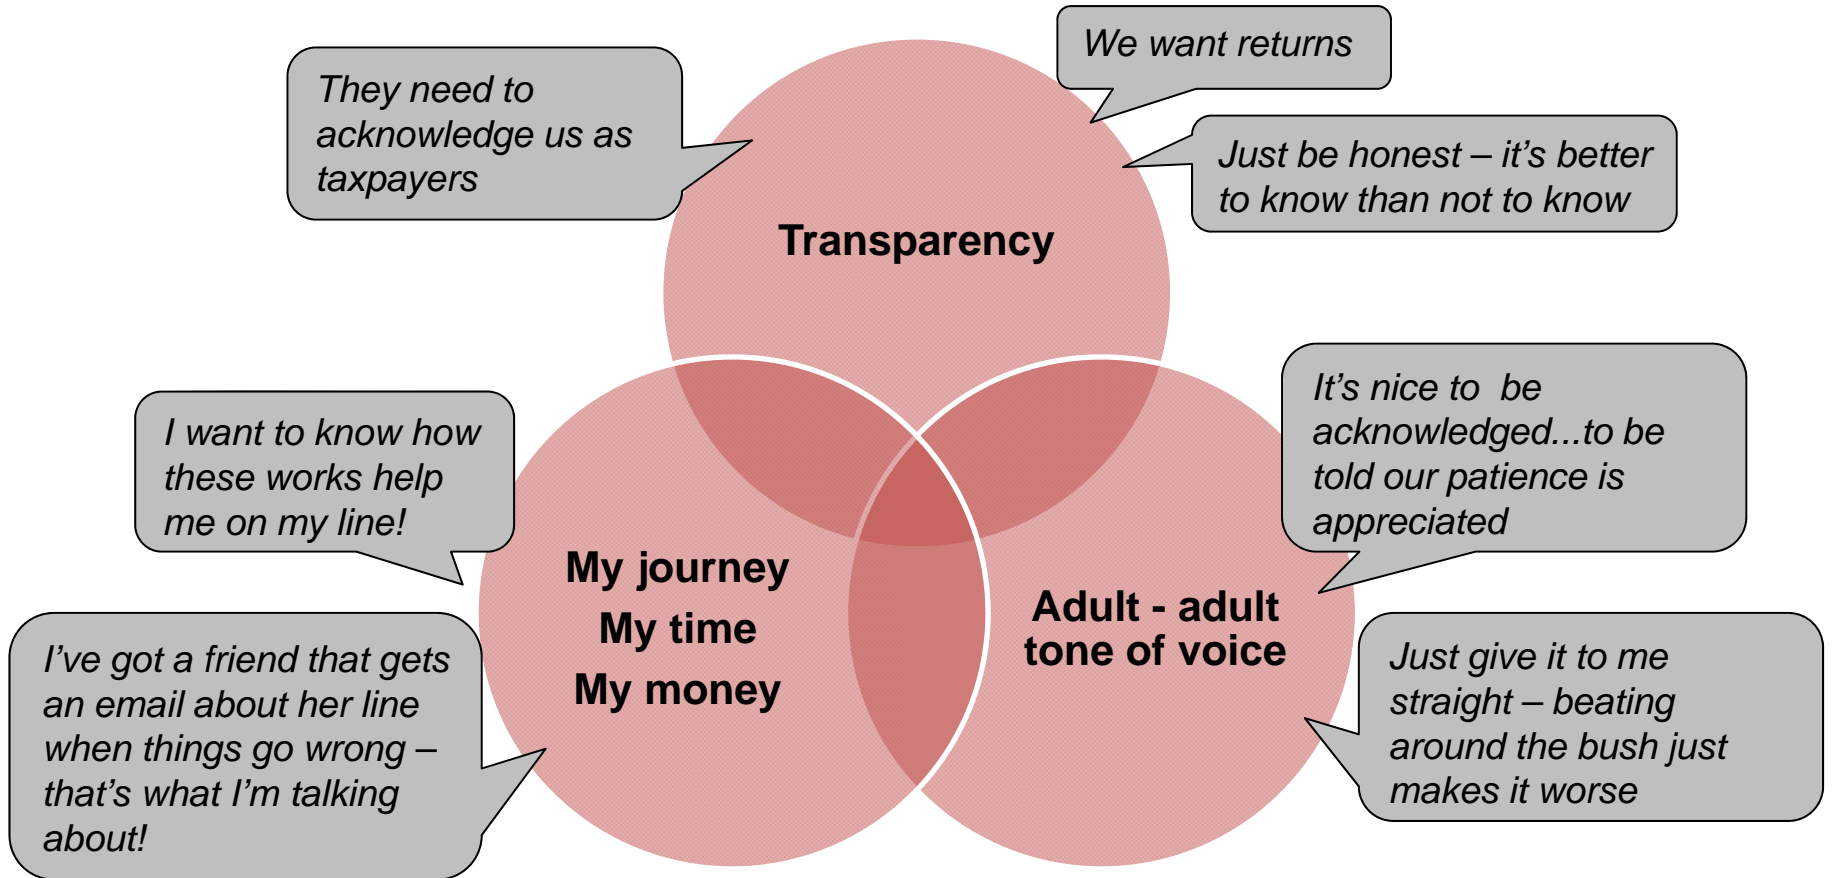 We want returns
They need to
acknowledge us as
taxpayers
Just be honest – it’s better
to know than not to know
Transparency
It’s nice to  be
acknowledged...to be
told our patience is
appreciated
I want to know how
these works help
me on my line!
My journey
My time
My money
Adult - adult
tone of voice
I’ve got a friend that gets
an email about her line
when things go wrong –
that’s what I’m talking
about!
Just give it to me
straight – beating
around the bush just
makes it worse